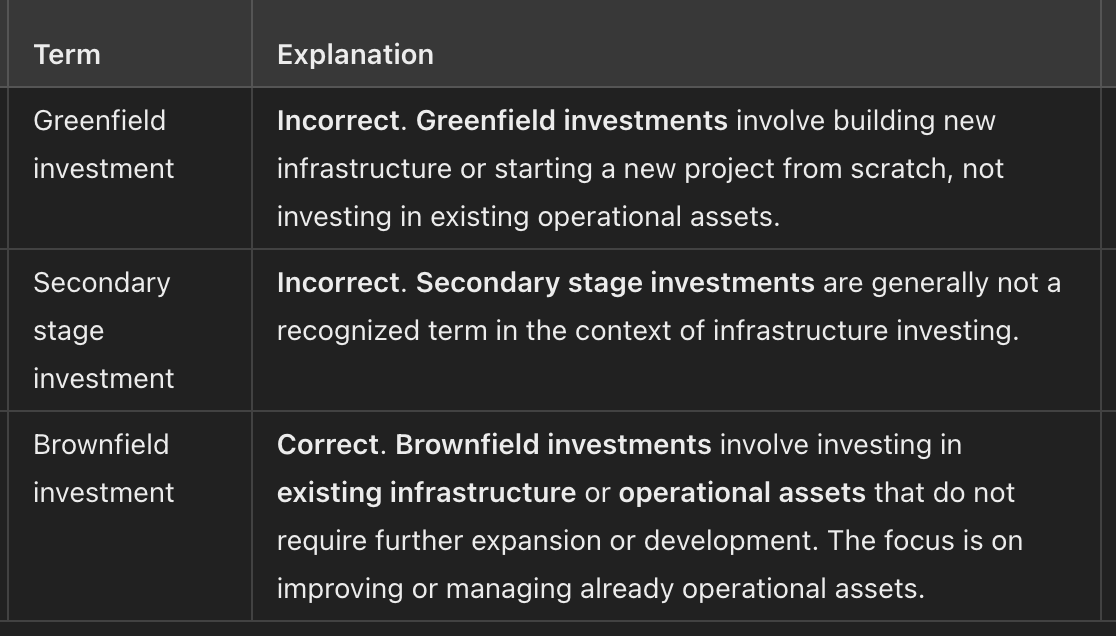 Term
Explanation
Greenfield
investment
Incorrect. Greenfield investments involve building new
infrastructure or starting a new project from scratch, not
investing in existing operational assets.
Secondary
stage
investment
Incorrect. Secondary stage investments are generally not a
recognized term in the context of infrastructure investing.
Brownfield
investment
Correct. Brownfield investments involve investing in
existing infrastructure or operational assets that do not
require further expansion or development. The focus is on
improving or managing already operational assets.